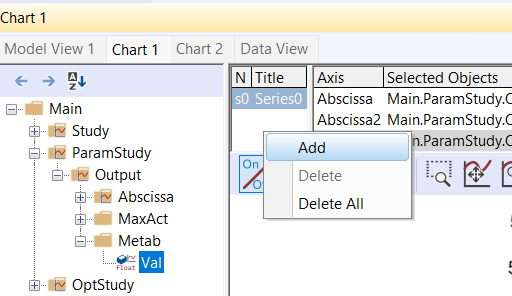 Chart 1
Model View 1 Chart 1 Chart 2 Data View
N Title Axis Selected Objects
s0 Series0 Abscissa Main.ParamStudy.O
Abscissa2 Main.ParamStudy.O
Main.ParamStudy.O
Add
Delete
Delete All
On
A
Z
Main
Study
ParamStudy
Output
Abscissa
MaxAct
Metab
float Val
OptStudy